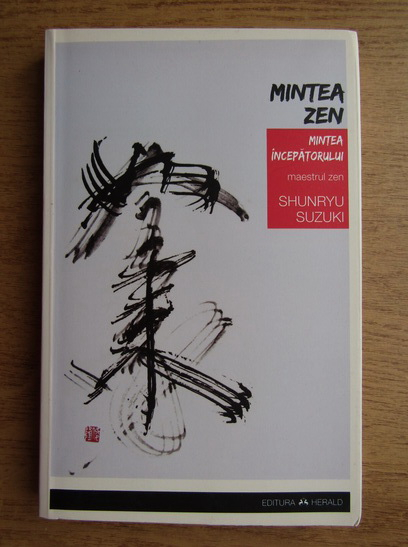 MINTEA
ZEN
MINTEA
ÎNCEPĂTORULUI
maestrul zen
SHUNRYU
SUZUKI
EDITURA HERALD